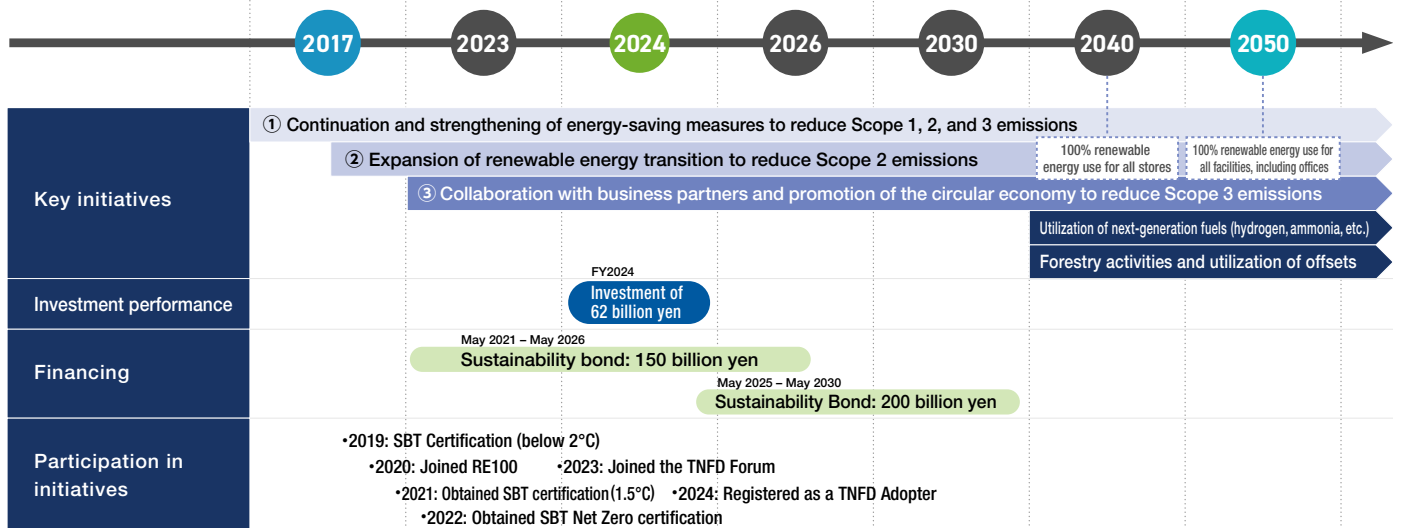 2017
2023
2024
2026
2030
2040
2050
Key initiatives
① Continuation and strengthening of energy-saving measures to reduce Scope 1, 2, and 3 emissions
② Expansion of renewable energy transition to reduce Scope 2 emissions
100% renewable
energy use for all stores
100% renewable energy use for
all facilities, including offices
③ Collaboration with business partners and promotion of the circular economy to reduce Scope 3 emissions
Utilization of next-generation fuels (hydrogen, ammonia, etc.)
Forestry activities and utilization of offsets
Investment performance
FY2024
Investment of
62 billion yen
Financing
May 2021 – May 2026
Sustainability bond: 150 billion yen
May 2025 – May 2030
Sustainability Bond: 200 billion yen
Participation in
initiatives
•2019: SBT Certification (below 2°C)
•2020: Joined RE100
•2023: Joined the TNFD Forum
•2021: Obtained SBT certification (1.5°C)
•2024: Registered as a TNFD Adopter
•2022: Obtained SBT Net Zero certification